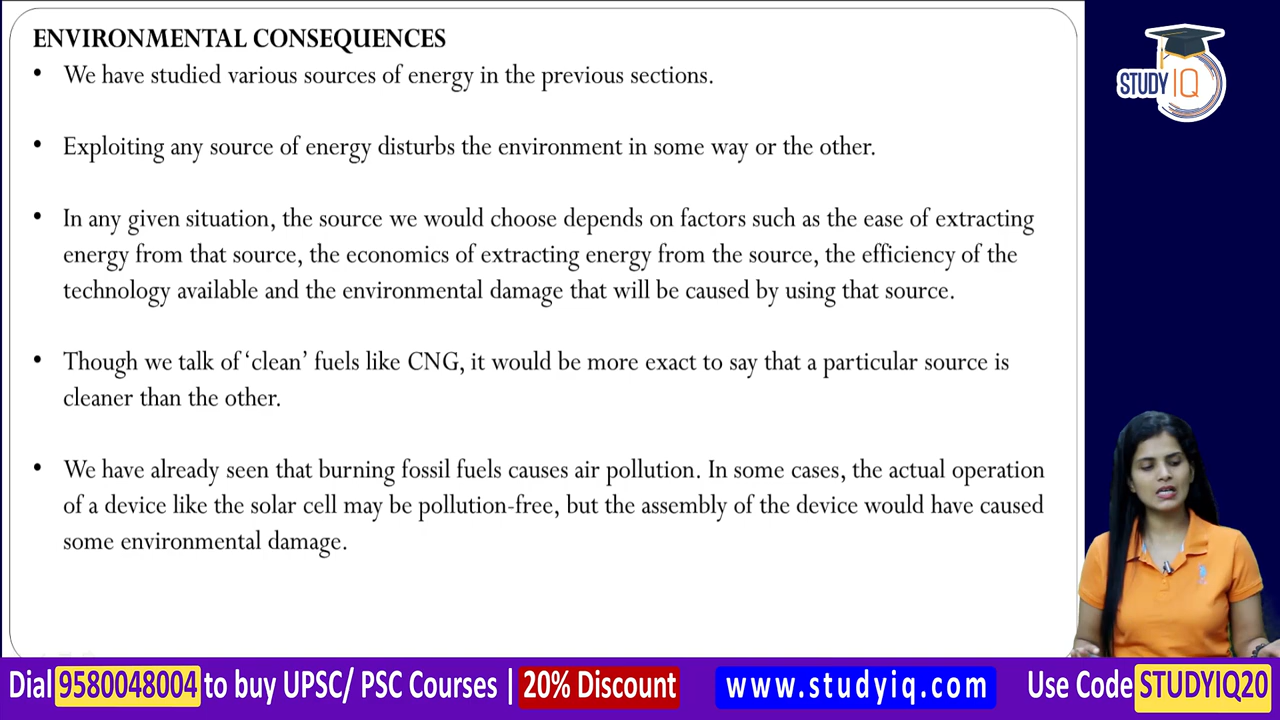 ENVIRONMENTAL CONSEQUENCES
• We have studied various sources of energy in the previous sections.
• Exploiting any source of energy disturbs the environment in some way or the other.
• In any given situation, the source we would choose depends on factors such as the ease of extracting
energy from that source, the economics of extracting energy from the source, the efficiency of the
technology available and the environmental damage that will be caused by using that source.
• Though we talk of ‘clean’ fuels like CNG, it would be more exact to say that a particular source is
cleaner than the other.
• We have already seen that burning fossil fuels causes air pollution. In some cases, the actual operation
of a device like the solar cell may be pollution-free, but the assembly of the device would have caused
some environmental damage.
STUDY IQ
Dial 9580048004 to buy UPSC/ PSC Courses | 20% Discount www.studyiq.com Use Code STUDYIQ20